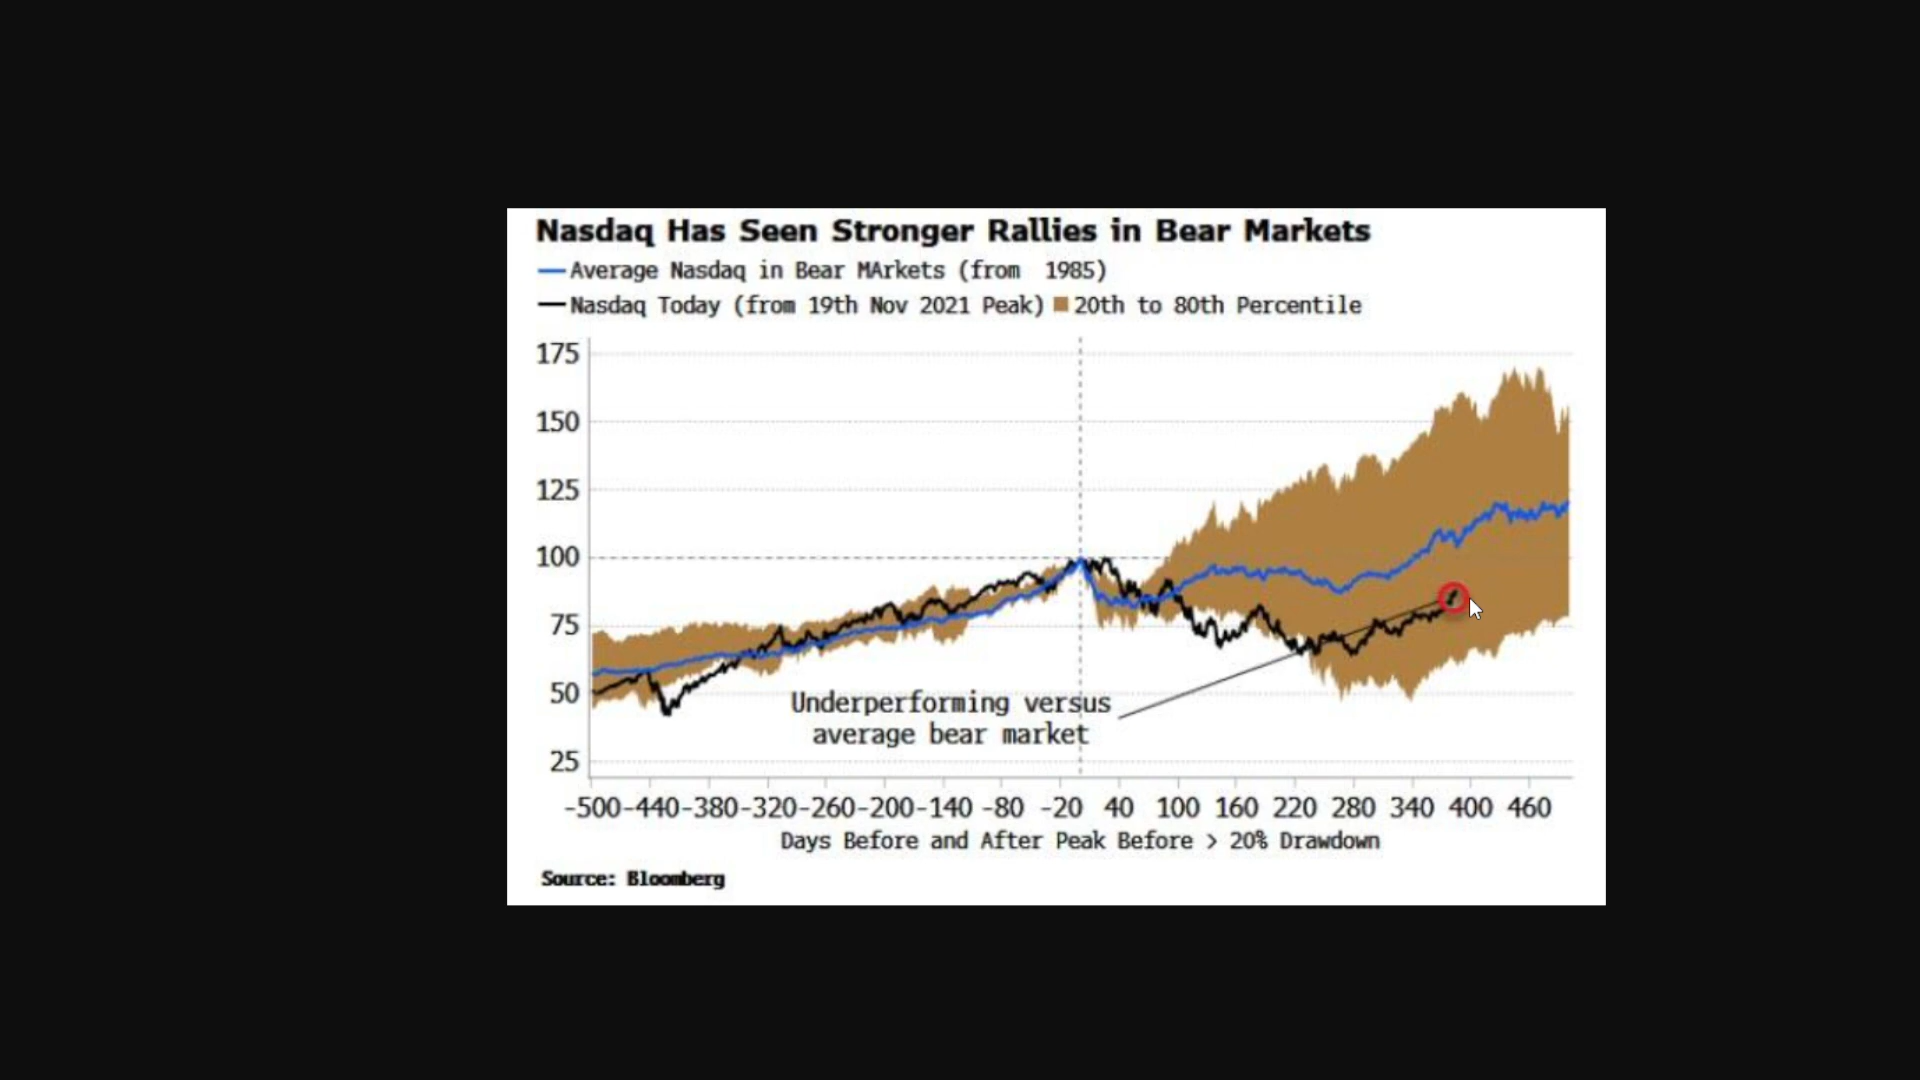 Nasdaq Has Seen Stronger Rallies in Bear Markets
Average Nasdaq in Bear MArkets (from 1985)
Nasdaq Today (from 19th Nov 2021 Peak) 20th to 80th Percentile
175
150
125
100
75
50
25
Underperforming versus
average bear market
-500 -440 -380 -320 -260 -200 -140 -80 -20 40 100 160 220 280 340 400 460
Days Before and After Peak Before > 20% Drawdown
Source: Bloomberg